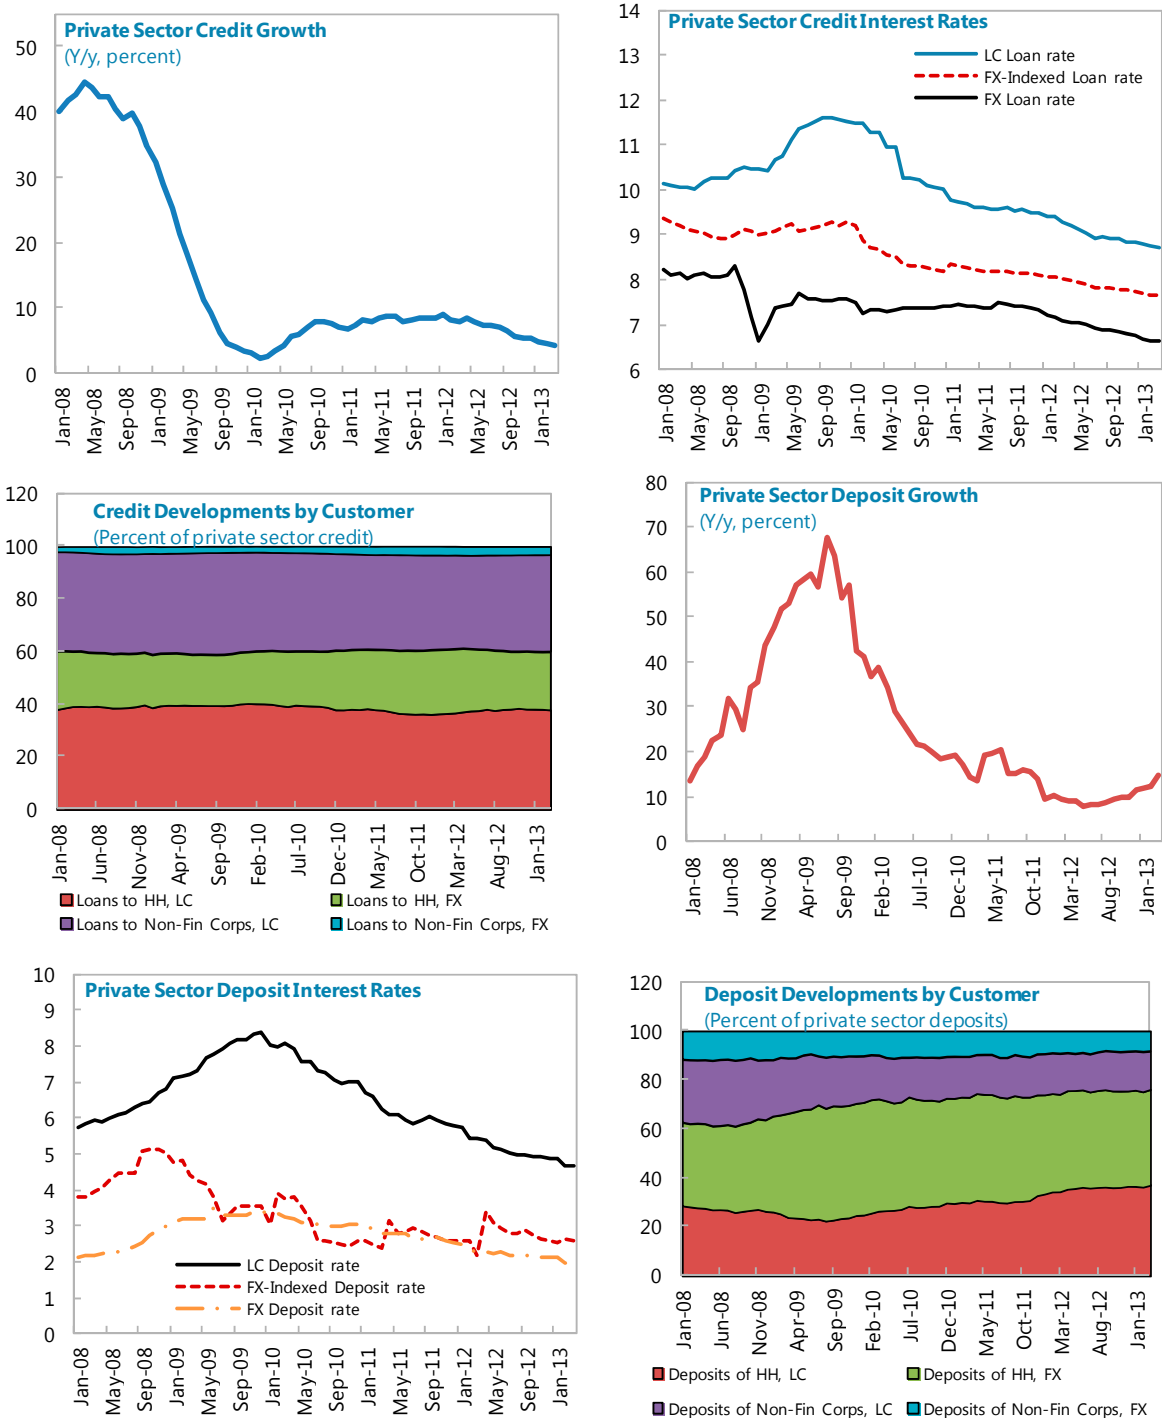 Private Sector Credit Growth
(Y/y, percent)
50
40
30
20
10
0
Jan-08
May-08
Sep-08
Jan-09
May-09
Sep-09
Jan-10
May-10
Sep-10
Jan-11
May-11
Sep-11
Jan-12
May-12
Sep-12
Jan-13
Private Sector Credit Interest Rates
14
13
12
11
10
9
8
7
6
LC Loan rate
FX-Indexed Loan rate
FX Loan rate
Jan-08
May-08
Sep-08
Jan-09
May-09
Sep-09
Jan-10
May-10
Sep-10
Jan-11
May-11
Sep-11
Jan-12
May-12
Sep-12
Jan-13
Credit Developments by Customer
(Percent of private sector credit)
120
100
80
60
40
20
0
Jan-08
Jun-08
Nov-08
Apr-09
Sep-09
Feb-10
Jul-10
Dec-10
May-11
Oct-11
Mar-12
Aug-12
Jan-13
Loans to HH, LC
Loans to HH, FX
Loans to Non-Fin Corps, LC
Loans to Non-Fin Corps, FX
Private Sector Deposit Growth
(Y/y, percent)
80
70
60
50
40
30
20
10
0
Jan-08
Jun-08
Nov-08
Apr-09
Sep-09
Feb-10
Jul-10
Dec-10
May-11
Oct-11
Mar-12
Aug-12
Jan-13
Private Sector Deposit Interest Rates
10
9
8
7
6
5
4
3
2
1
0
LC Deposit rate
FX-Indexed Deposit rate
FX Deposit rate
Jan-08
May-08
Sep-08
Jan-09
May-09
Sep-09
Jan-10
May-10
Sep-10
Jan-11
May-11
Sep-11
Jan-12
May-12
Sep-12
Jan-13
Deposit Developments by Customer
(Percent of private sector deposits)
120
100
80
60
40
20
0
Jan-08
Jun-08
Nov-08
Apr-09
Sep-09
Feb-10
Jul-10
Dec-10
May-11
Oct-11
Mar-12
Aug-12
Jan-13
Deposits of HH, LC
Deposits of HH, FX
Deposits of Non-Fin Corps, LC
Deposits of Non-Fin Corps, FX